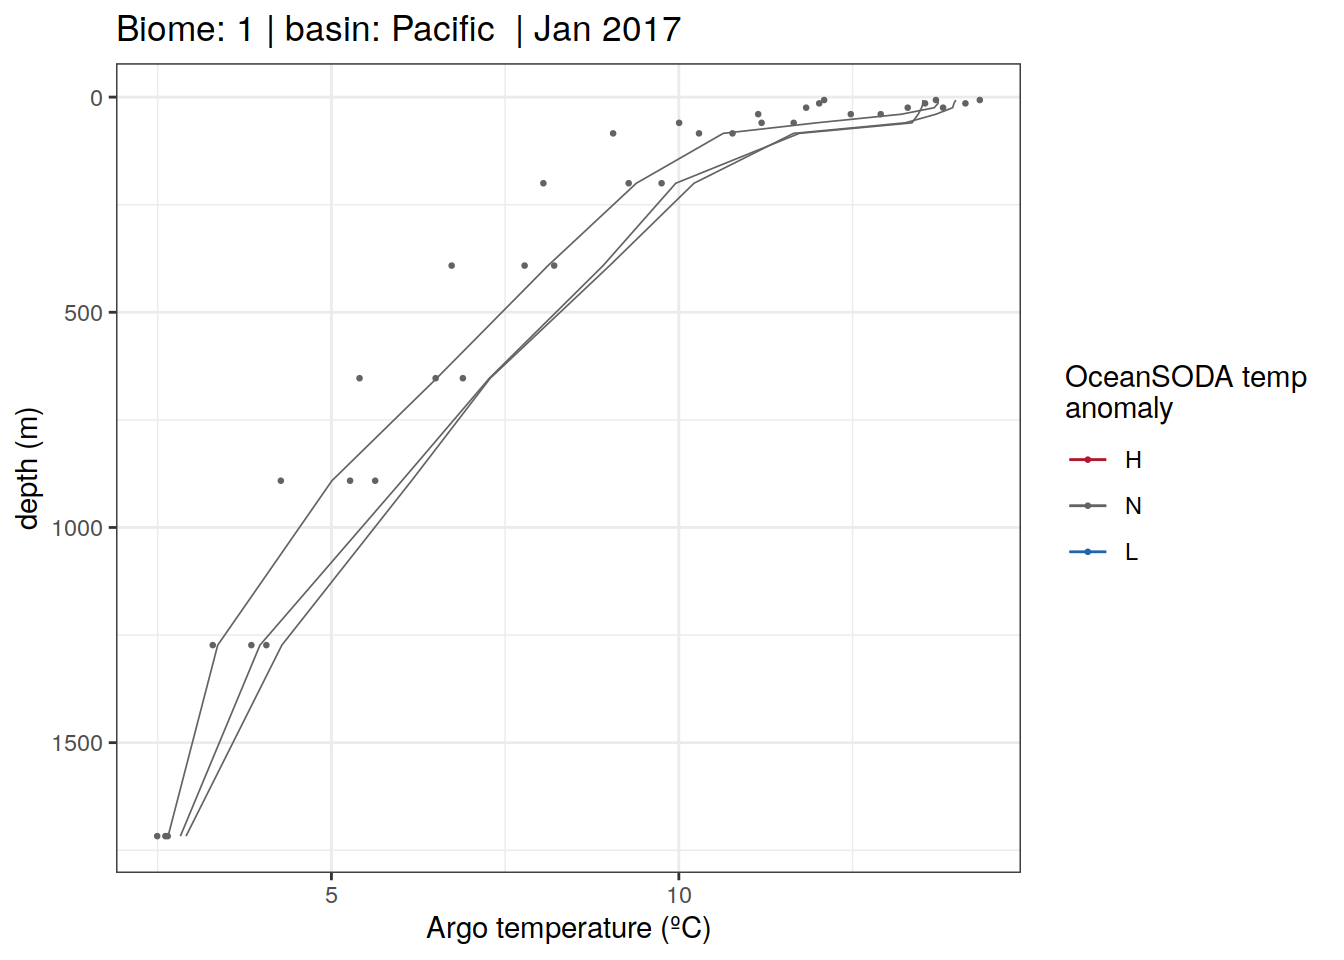 Biome: 1 | basin: Pacific  | Jan 2017
0
500
1000
1500
depth (m)
5 10
Argo temperature (ºC)
OceanSODA temp
anomaly
H
N
L